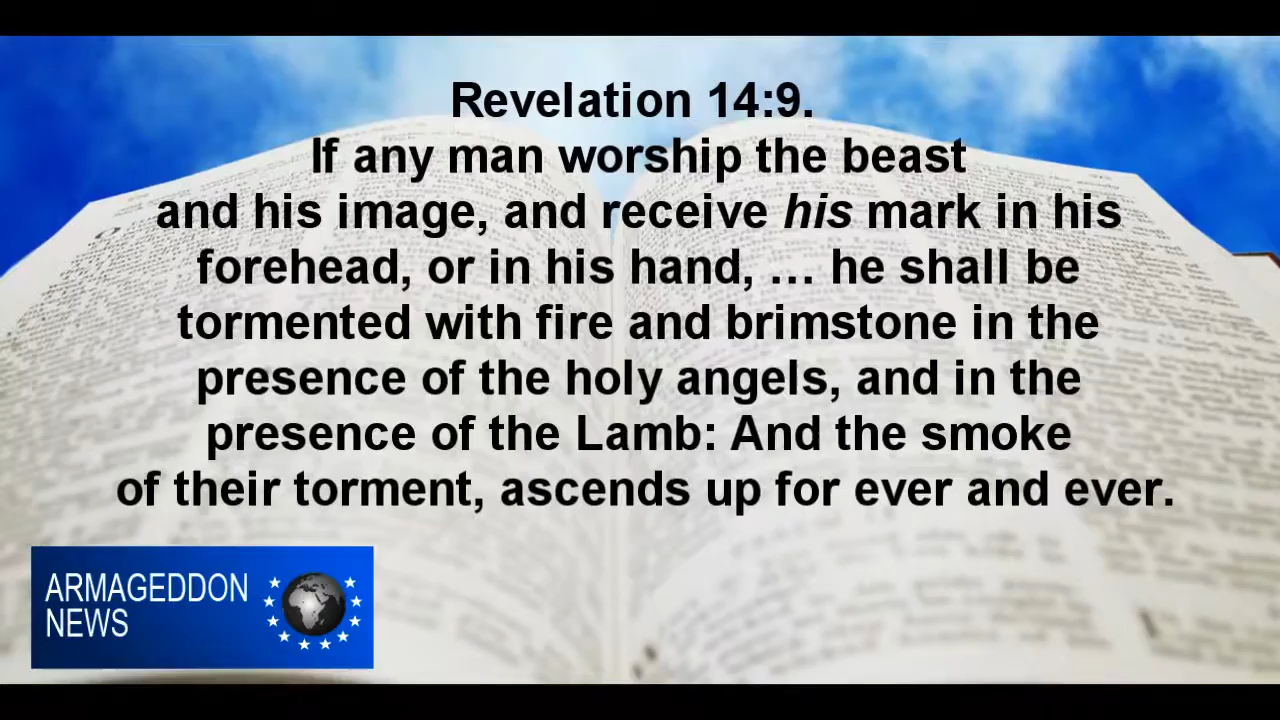 Revelation 14:9.
If any man worship the beast
and his image, and receive his mark in his
forehead, or in his hand, … he shall be
tormented with fire and brimstone in the
presence of the holy angels, and in the
presence of the Lamb: And the smoke
of their torment, ascends up for ever and ever.
ARMAGEDDON
NEWS